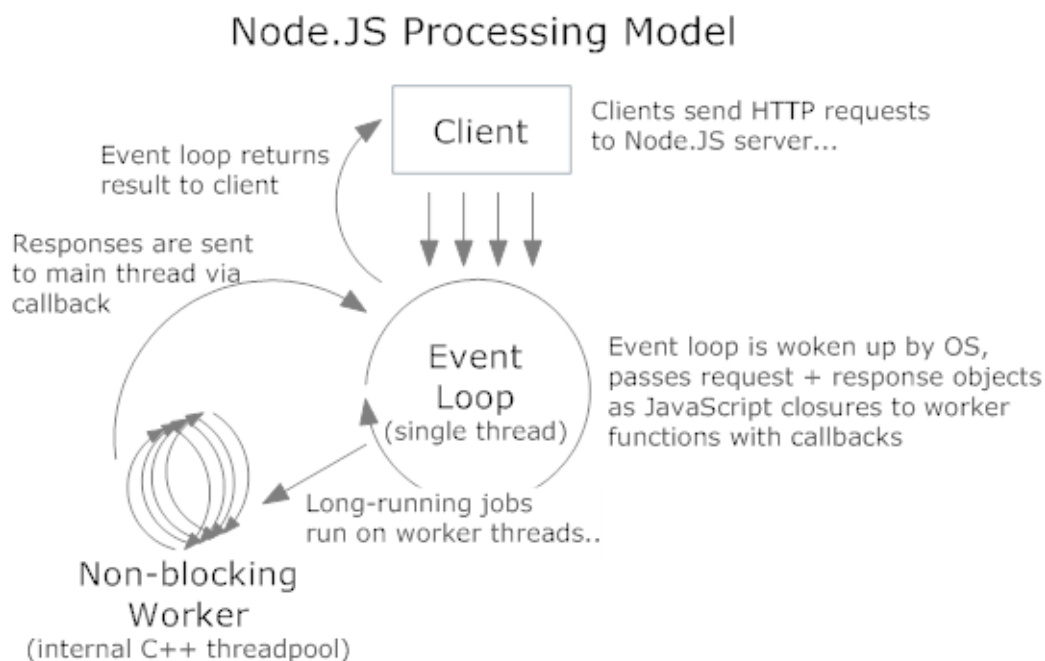 Node.JS Processing Model
Client
Clients send HTTP requests
to Node.JS server...
Event loop returns
result to client
Responses are sent
to main thread via
callback
Event
Loop
(single thread)
Event loop is woken up by OS,
passes request + response objects
as JavaScript closures to worker
functions with callbacks
Long-running jobs
run on worker threads..
Non-blocking
Worker
(internal C++ threadpool)